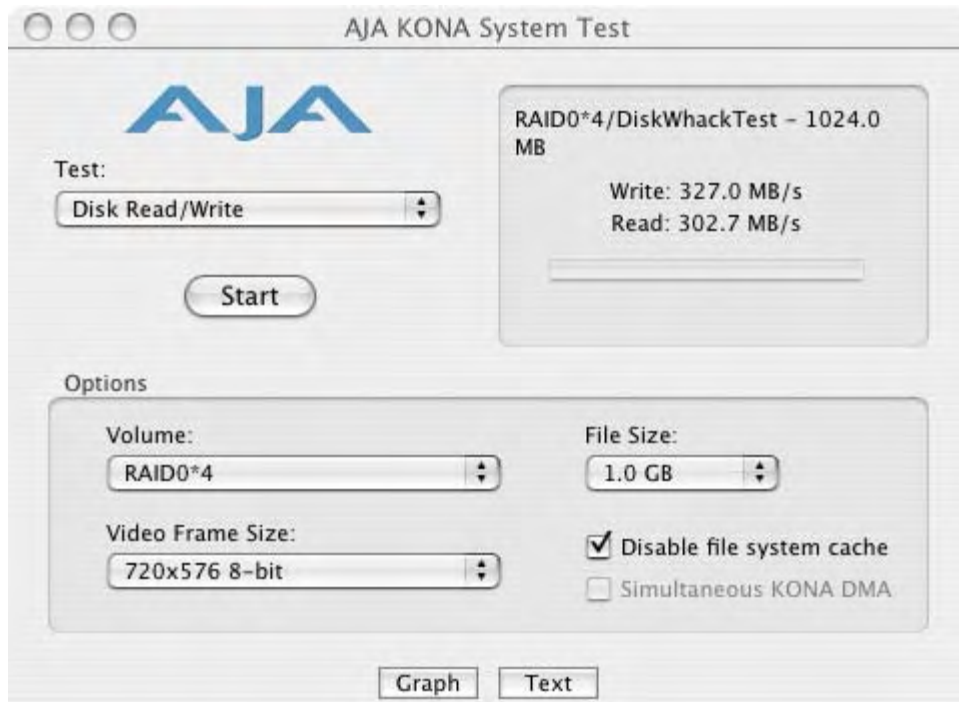 AJA KONA System Test
AJA
Test:
Disk Read/Write
Start
RAID0*4/DiskWhackTest – 1024.0
MB
Write: 327.0 MB/s
Read: 302.7 MB/s
Options
Volume:
RAID0*4
File Size:
1.0 GB
Video Frame Size:
720x576 8-bit
Disable file system cache
Simultaneous KONA DMA
Graph
Text